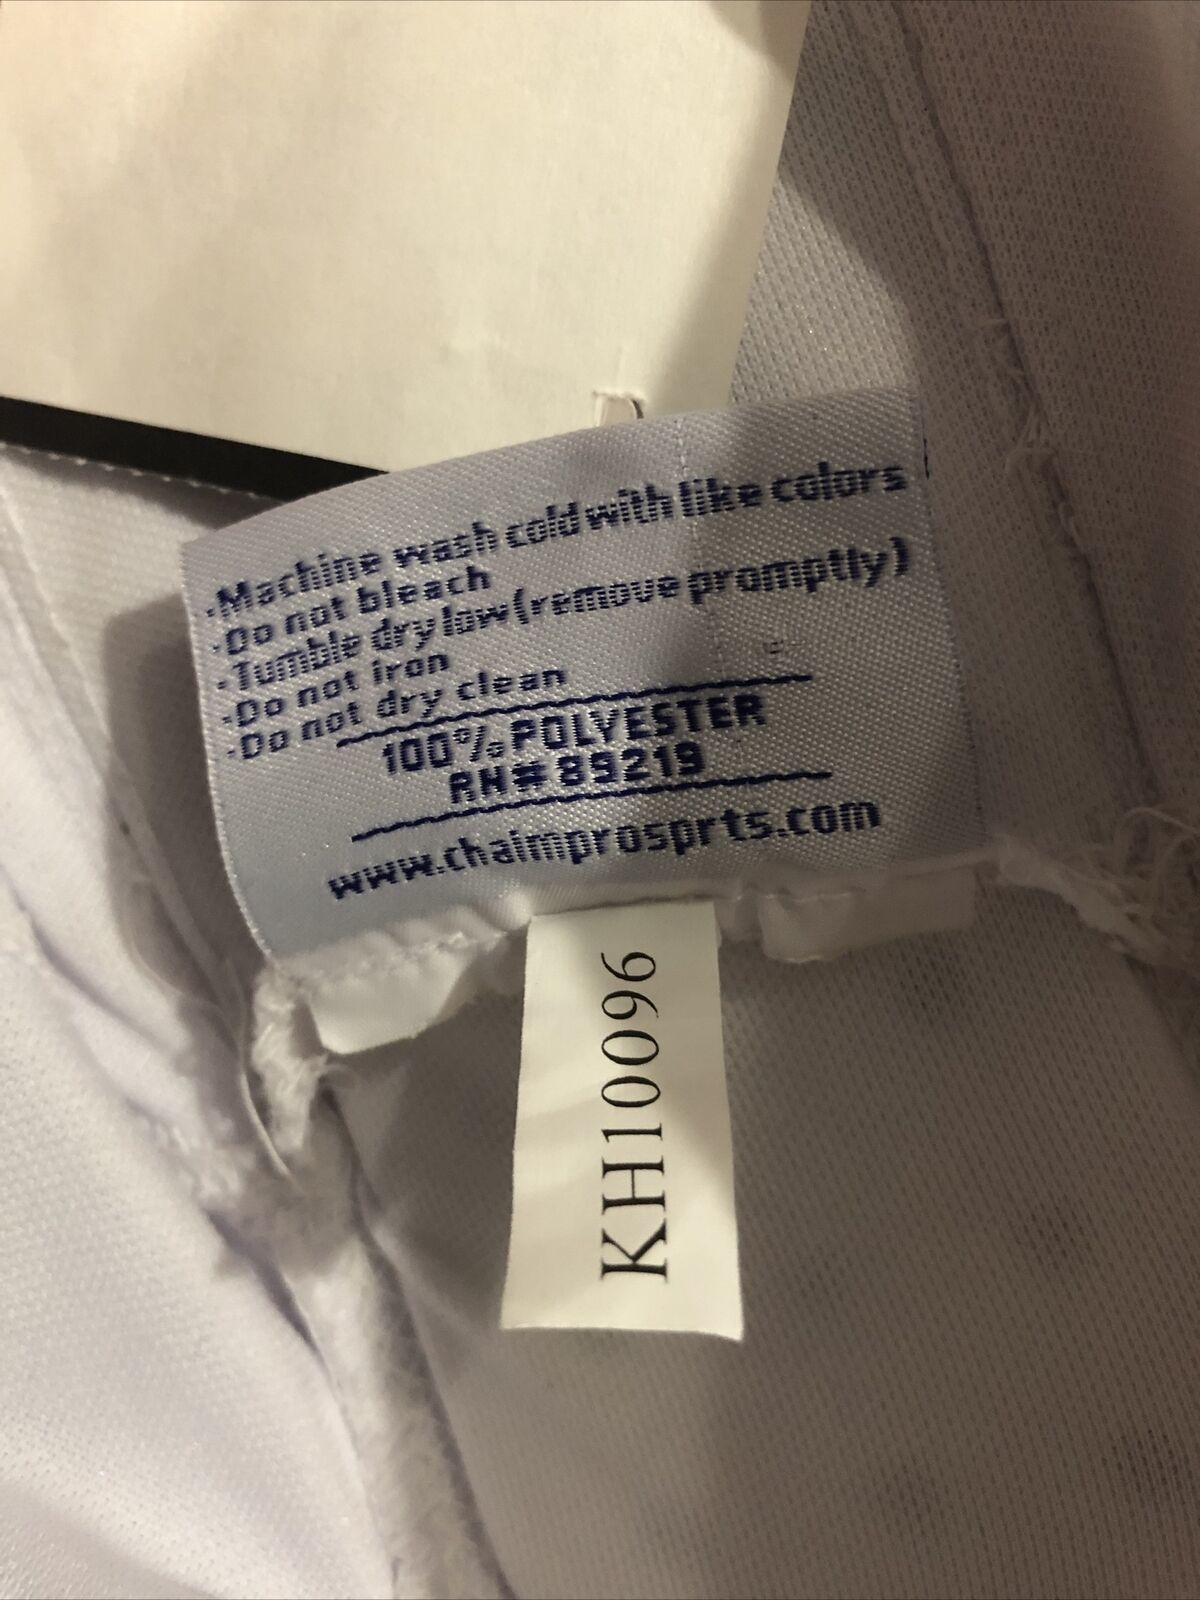 ·Machine wash cold with like colors
·Do not bleach
·Tumble dry low (remove promptly)
·Do not iron
·Do not dry clean
100% POLYESTER
RN# 89219
www.chaimprosprts.com
KH10096